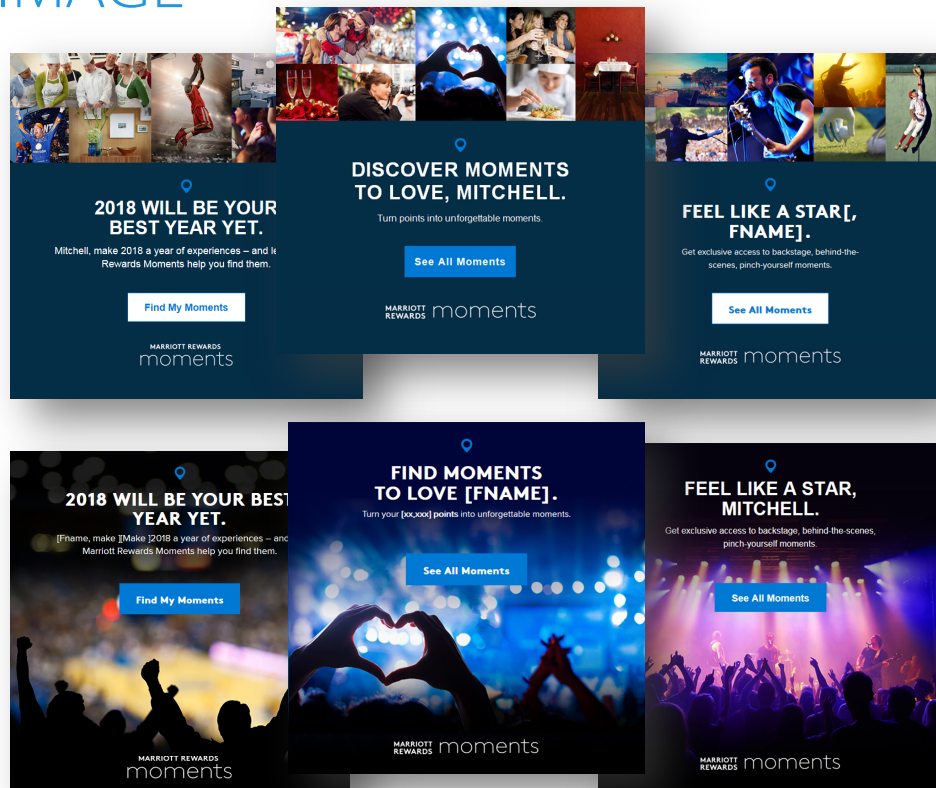 IMAGE
2018 WILL BE YOUR
BEST YEAR YET.
Mitchell, make 2018 a year of experiences – and le
Rewards Moments help you find them.
Find My Moments
MARRIOTT REWARDS
moments
DISCOVER MOMENTS
TO LOVE, MITCHELL.
Turn points into unforgettable moments.
See All Moments
MARRIOTT
REWARDS moments
FEEL LIKE A STAR[,
FNAME].
Get exclusive access to backstage, behind-the-
scenes, pinch-yourself moments.
See All Moments
MARRIOTT
REWARDS moments
2018 WILL BE YOUR BEST
YEAR YET.
[Fname, make ][Make ]2018 a year of experiences – and
Marriott Rewards Moments help you find them.
Find My Moments
MARRIOTT REWARDS
moments
FIND MOMENTS
TO LOVE [FNAME].
Turn your [xx,xxx] points into unforgettable moments.
See All Moments
MARRIOTT
REWARDS moments
FEEL LIKE A STAR,
MITCHELL.
Get exclusive access to backstage, behind-the-scenes,
pinch-yourself moments.
See All Moments
MARRIOTT
REWARDS moments